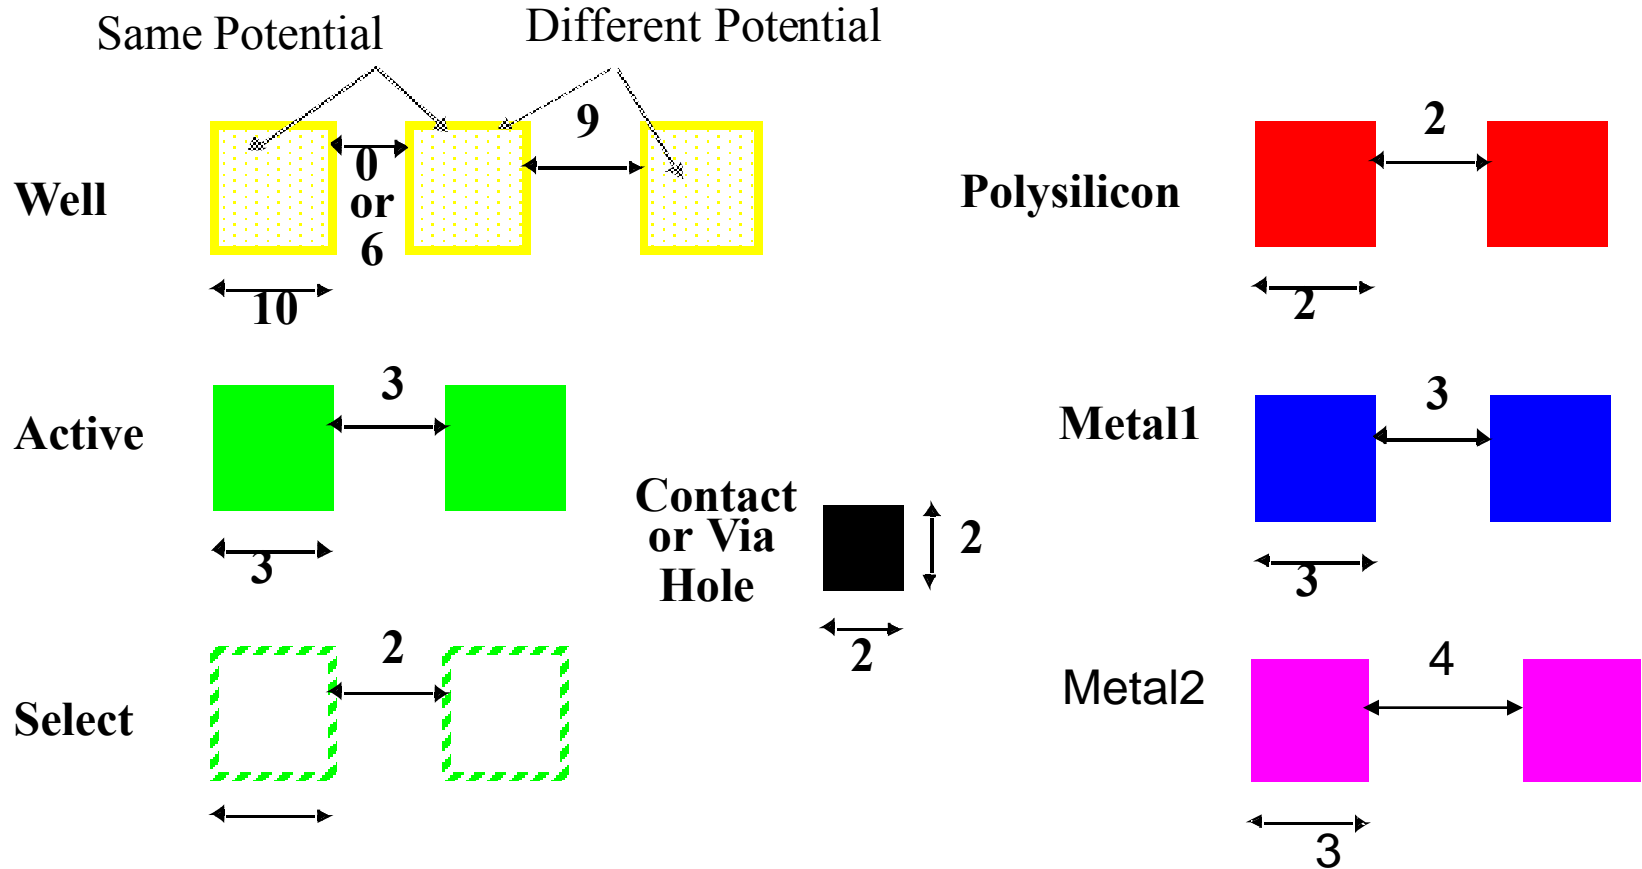 Same Potential
Different Potential
Well
0
or
6
9
10
Polysilicon
2
2
Active
3
3
Metal1
3
3
Contact
or Via
Hole
2
2
Select
2
Metal2
4
3